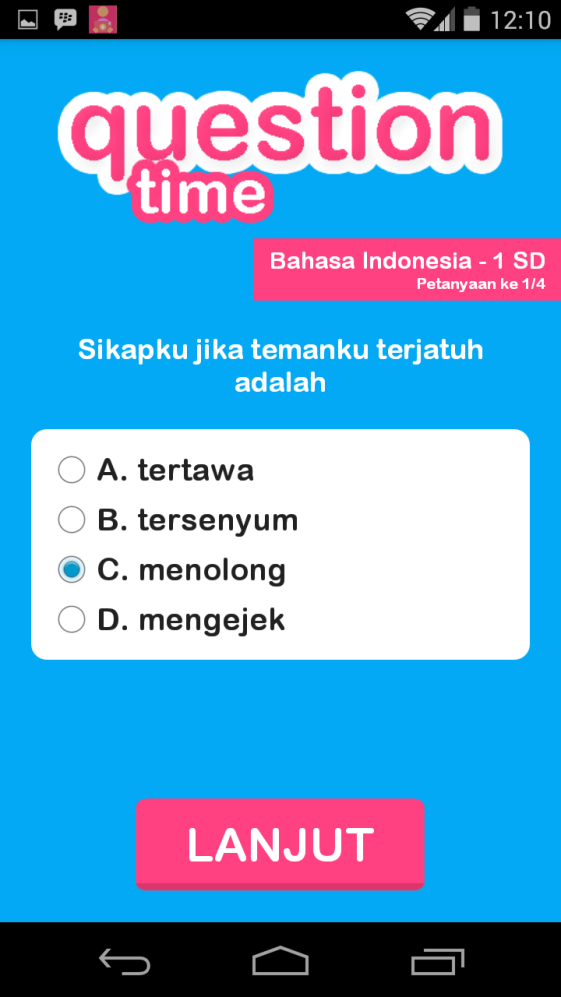 12:10
question
time
Bahasa Indonesia - 1 SD
Petanyaan ke 1/4
Sikapku jika temanku terjatuh
adalah
A. tertawa
B. tersenyum
C. menolong
D. mengejek
LANJUT